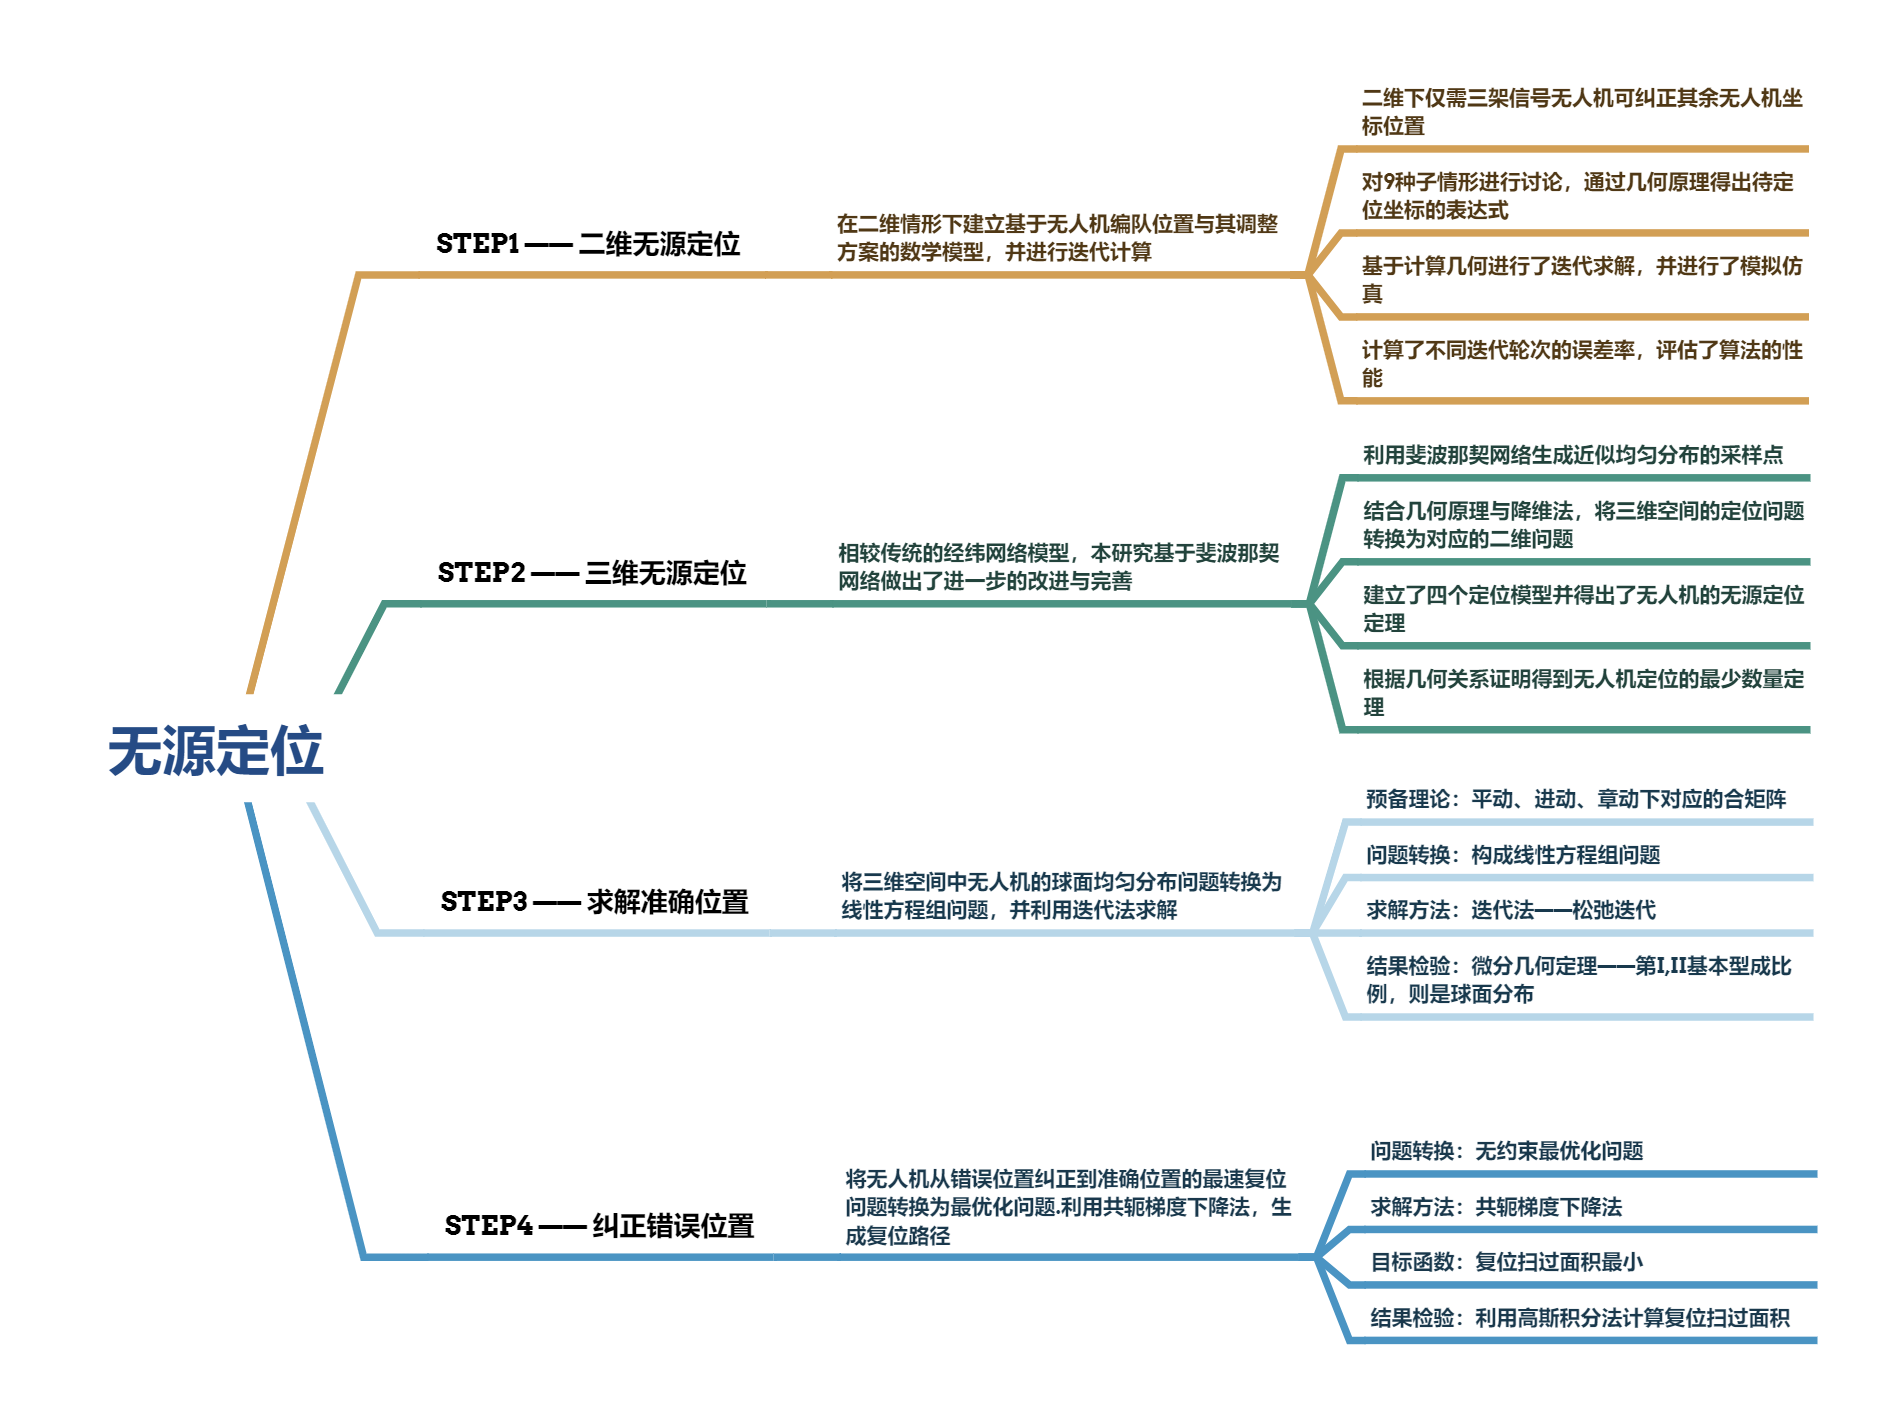 无源定位
STEP1 —— 二维无源定位
在二维情形下建立基于无人机编队位置与其调整
方案的数学模型，并进行迭代计算
二维下仅需三架信号无人机可纠正其余无人机坐
标位置
对9种子情形进行讨论，通过几何原理得出待定
位坐标的表达式
基于计算几何进行了迭代求解，并进行了模拟仿
真
计算了不同迭代轮次的误差率，评估了算法的性
能
STEP2 —— 三维无源定位
相较传统的经纬网络模型，本研究基于斐波那契
网络做出了进一步的改进与完善
利用斐波那契网络生成近似均匀分布的采样点
结合几何原理与降维法，将三维空间的定位问题
转换为对应的二维问题
建立了四个定位模型并得出了无人机的无源定位
定理
根据几何关系证明得到无人机定位的最少数量定
理
STEP3 —— 求解准确位置
将三维空间中无人机的球面均匀分布问题转换为
线性方程组问题，并利用迭代法求解
预备理论：平动、进动、章动下对应的合矩阵
问题转换：构成线性方程组问题
求解方法：迭代法——松弛迭代
结果检验：微分几何定理——第I,II基本型成比
例，则是球面分布
STEP4 —— 纠正错误位置
将无人机从错误位置纠正到准确位置的最速复位
问题转换为最优化问题.利用共轭梯度下降法，生
成复位路径
问题转换：无约束最优化问题
求解方法：共轭梯度下降法
目标函数：复位扫过面积最小
结果检验：利用高斯积分法计算复位扫过面积